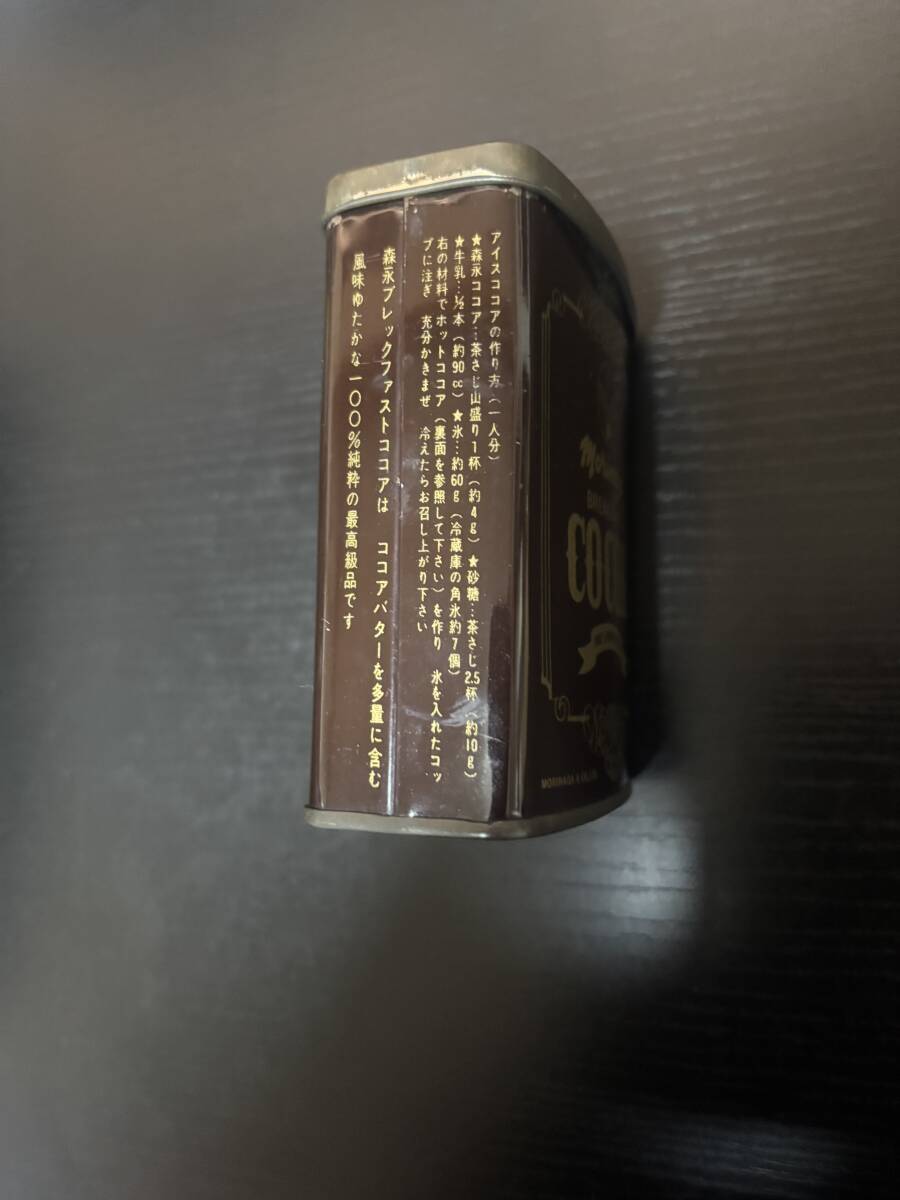 アイスココアの作り方(一人分)
★森永ココア…茶さじ山盛り1杯(約4g) ★砂糖…茶さじ2.5杯(約10g)
★牛乳…½本(約90cc) ★氷…約60g(冷蔵庫の角氷約7個)
右の材料でホットココア(裏面を参照して下さい)を作り 氷を入れたコッ
プに注ぎ 充分かきまぜ 冷えたらお召し上がり下さい
森永ブレックファストココアは ココアバターを多量に含む
風味ゆたかな一〇〇%純粋の最高級品です
MORINAGA & CO.,LTD.